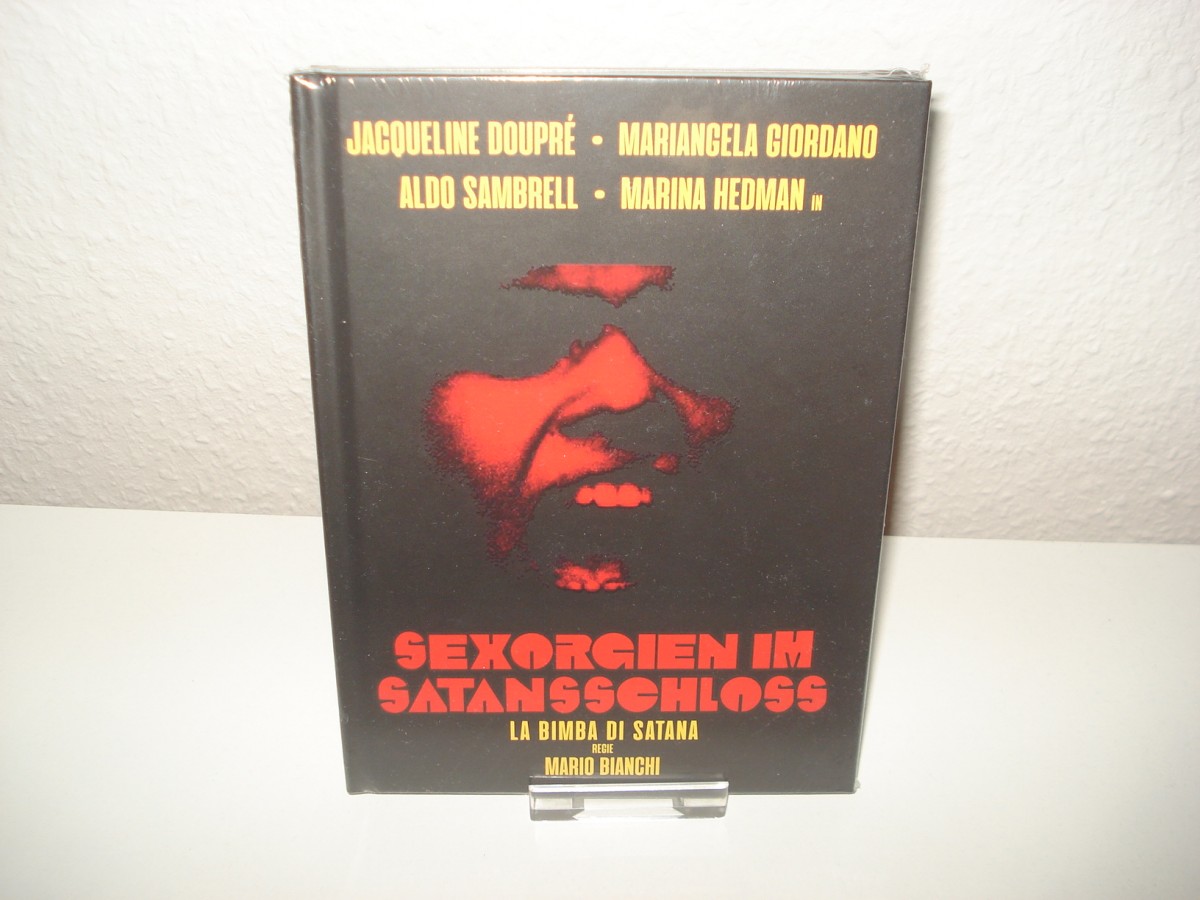 JACQUELINE DOUPRÉ • MARIANGELA GIORDANO
ALDO SAMBRELL • MARINA HEDMAN in
SEXORGIEN IM
SATANSSCHLOSS
LA BIMBA DI SATANA
REGIE
MARIO BIANCHI